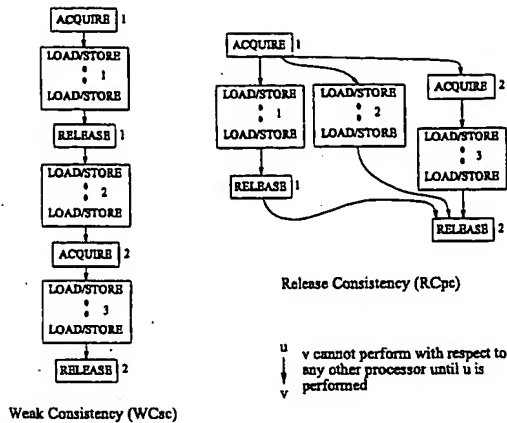 ACQUIRE 1
LOAD/STORE
1
LOAD/STORE
RELEASE 1
LOAD/STORE
2
LOAD/STORE
ACQUIRE 2
LOAD/STORE
3
LOAD/STORE
RELEASE 2
Weak Consistency (WCsc)
ACQUIRE 1
LOAD/STORE
1
LOAD/STORE
RELEASE 1
LOAD/STORE
2
LOAD/STORE
ACQUIRE 2
LOAD/STORE
3
LOAD/STORE
RELEASE 2
Release Consistency (RCpc)
u
v
v cannot perform with respect to
any other processor until u is
performed